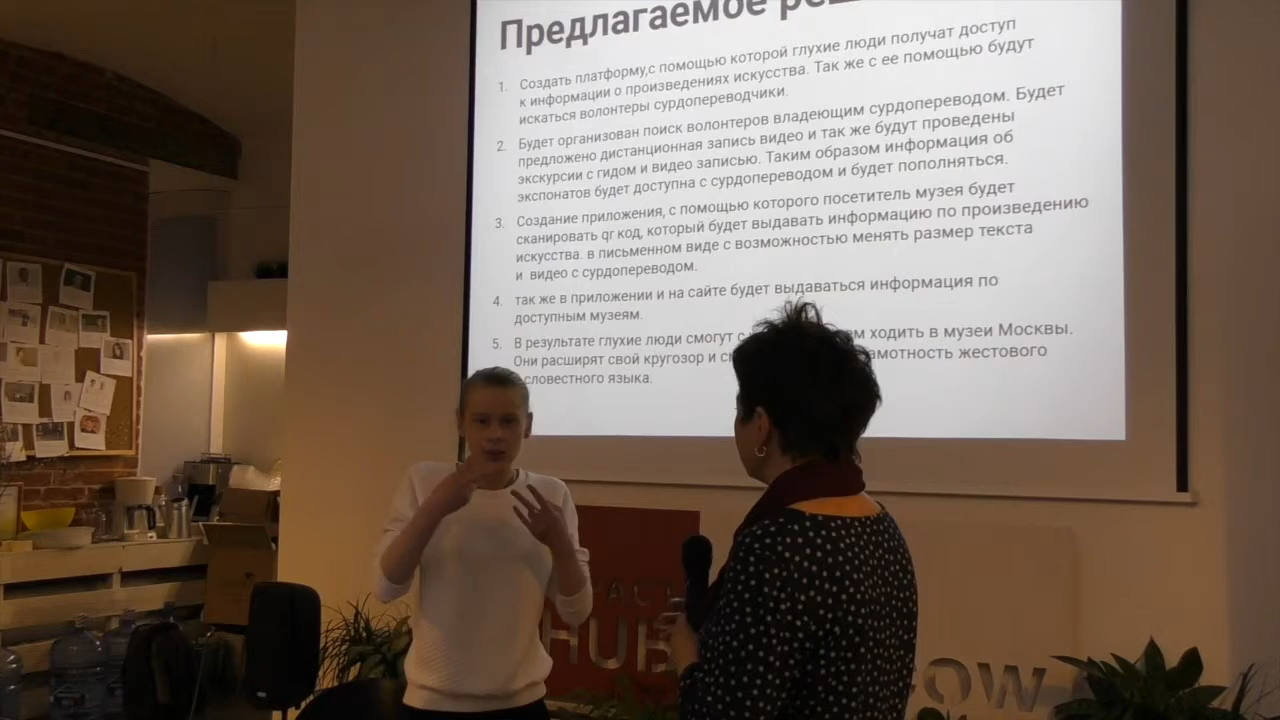 Предлагаемое
1. Создать платформу,с помощью которой глухие люди получат доступ
к информации о произведениях искусства. Так же с ее помощью будут
искаться волонтеры сурдопереводчики.
2. Будет организован поиск волонтеров владеющим сурдопереводом. Будет
предложено дистанционная запись видео и так же будут проведены
экскурсии с гидом и видео записью. Таким образом информация об
экспонатов будет доступна с сурдопереводом и будет пополняться.
3. Создание приложения, с помощью которого посетитель музея будет
сканировать qr код, который будет выдавать информацию по произведению
искусства. в письменном виде с возможностью менять размер текста
и видео с сурдопереводом.
4. так же в приложении и на сайте будет выдаваться информация по
доступным музеям.
5. В результате глухие люди смогут с ходить в музеи Москвы.
Они расширят свой кругозор и жестового
словестного языка.
HUB